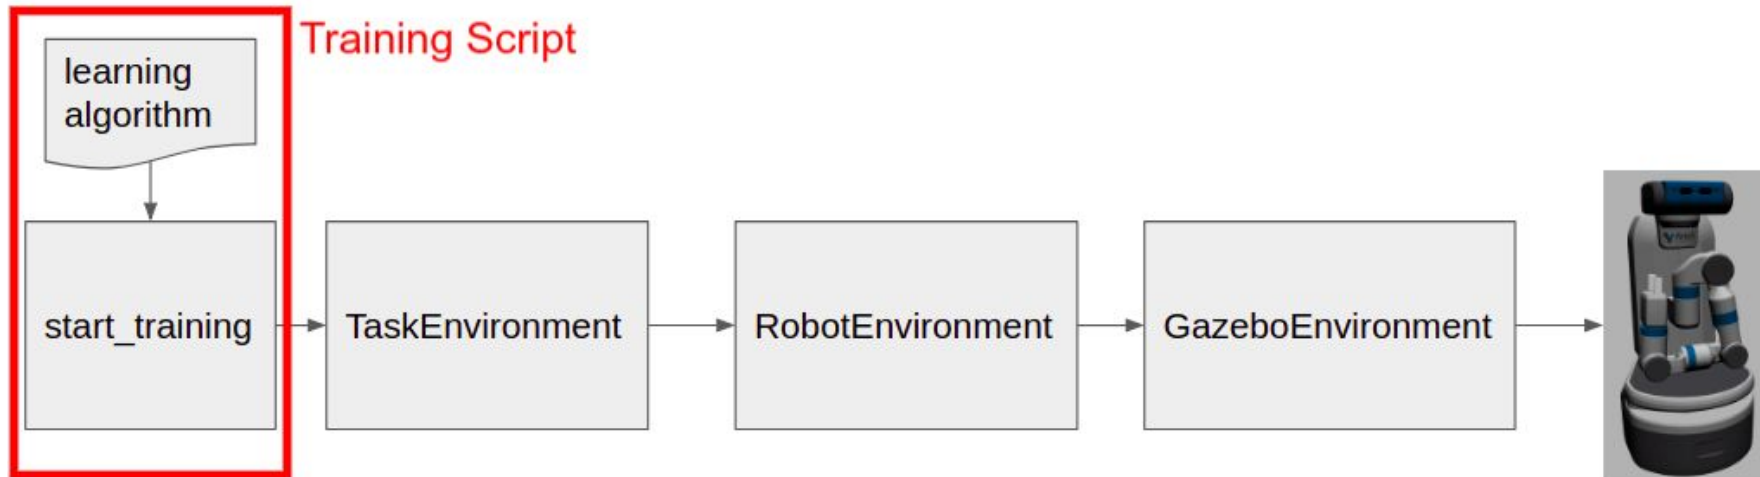 Training Script
learning
algorithm
start_training
TaskEnvironment
RobotEnvironment
GazeboEnvironment